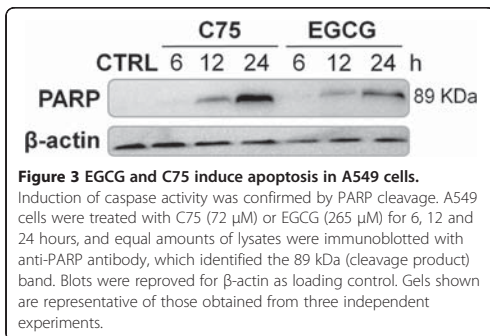 C75 EGCG
CTRL 6 12 24 6 12 24 h
PARP 89 KDa
β-actin
Figure 3 EGCG and C75 induce apoptosis in A549 cells.
Induction of caspase activity was confirmed by PARP cleavage. A549
cells were treated with C75 (72 μM) or EGCG (265 μM) for 6, 12 and
24 hours, and equal amounts of lysates were immunoblotted with
anti-PARP antibody, which identified the 89 kDa (cleavage product)
band. Blots were reproved for β-actin as loading control. Gels shown
are representative of those obtained from three independent
experiments.